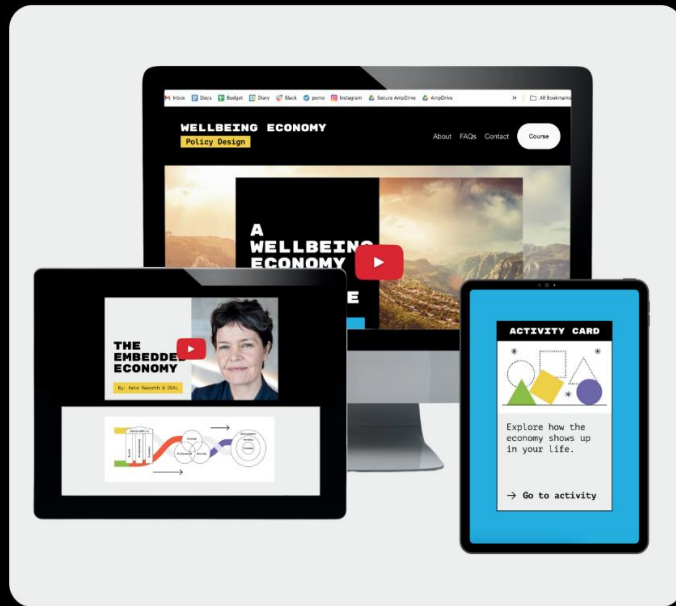 Inbox Docs Budget Diary Slack pomo Instagram Secure AmpDrive AmpDrive » All Bookmarks
WELLBEING ECONOMY
Policy Design
About FAQs Contact Course
A
WELLBEING
ECONOMY
THE
EMBEDDED
ECONOMY
By: Kate Raworth & DEAL
ACTIVITY CARD
Explore how the
economy shows up
in your life.
→ Go to activity